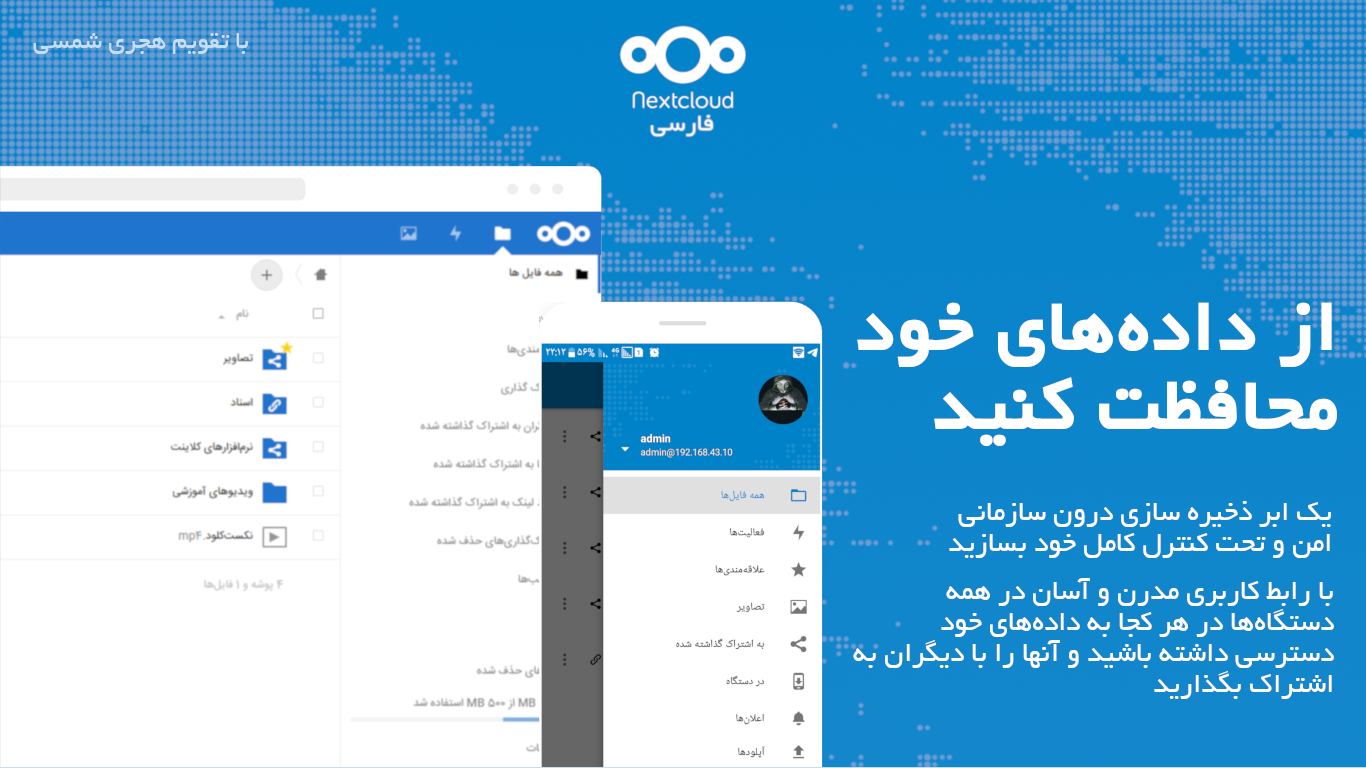 با تقویم هجری شمسی
Nextcloud
فارسی
از داده‌های خود
محافظت کنید
یک ابر ذخیره سازی درون سازمانی
امن و تحت کنترل کامل خود بسازید
با رابط کاربری مدرن و آسان در همه
دستگاه‌ها در هر کجا به داده‌های خود
دسترسی داشته باشید و آنها را با دیگران به
اشتراک بگذارید
همه فایل ها
مندی‌ها
گذاری
به اشتراک گذاشته شده
به اشتراک گذاشته شده
لینک به اشتراک گذاشته شده
گذاری‌های حذف شده
حذف شده
MB از ۵۰۰ MB استفاده شد
نام
تصاویر
اسناد
نرم‌افزارهای کلاینت
ویدیوهای آموزشی
نکست‌کلود.mp۴
۴ پوشه و ۱ فایل‌ها
۲۲:۱۲ ۵۶% 4G
admin
admin@192.168.43.10
همه فایل‌ها
فعالیت‌ها
علاقه‌مندی‌ها
تصاویر
به اشتراک گذاشته شده
در دستگاه
اعلان‌ها
آپلودها